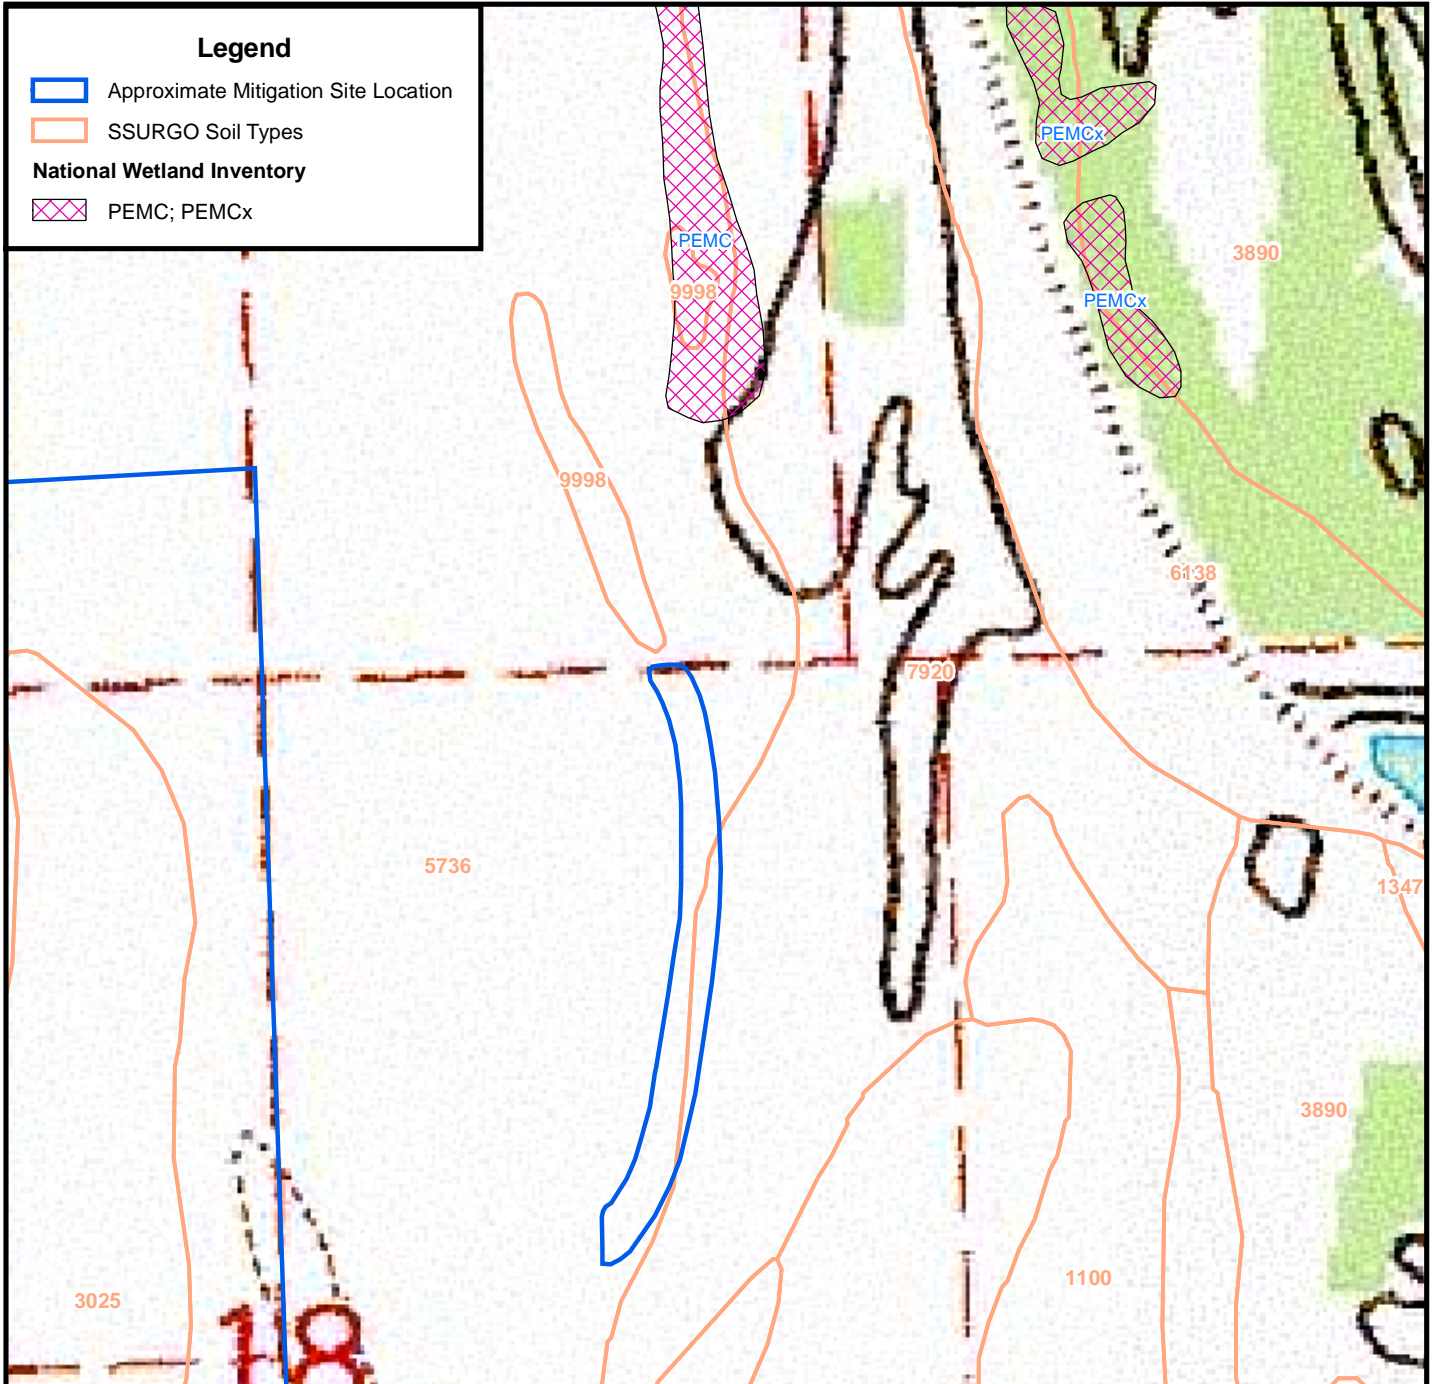 Legend
Approximate Mitigation Site Location
SSURGO Soil Types
National Wetland Inventory
PEMC; PEMCx
PEMCx
PEMC
3890
9998
PEMCx
9998
6138
7920
5736
1347
3890
1100
3025
18